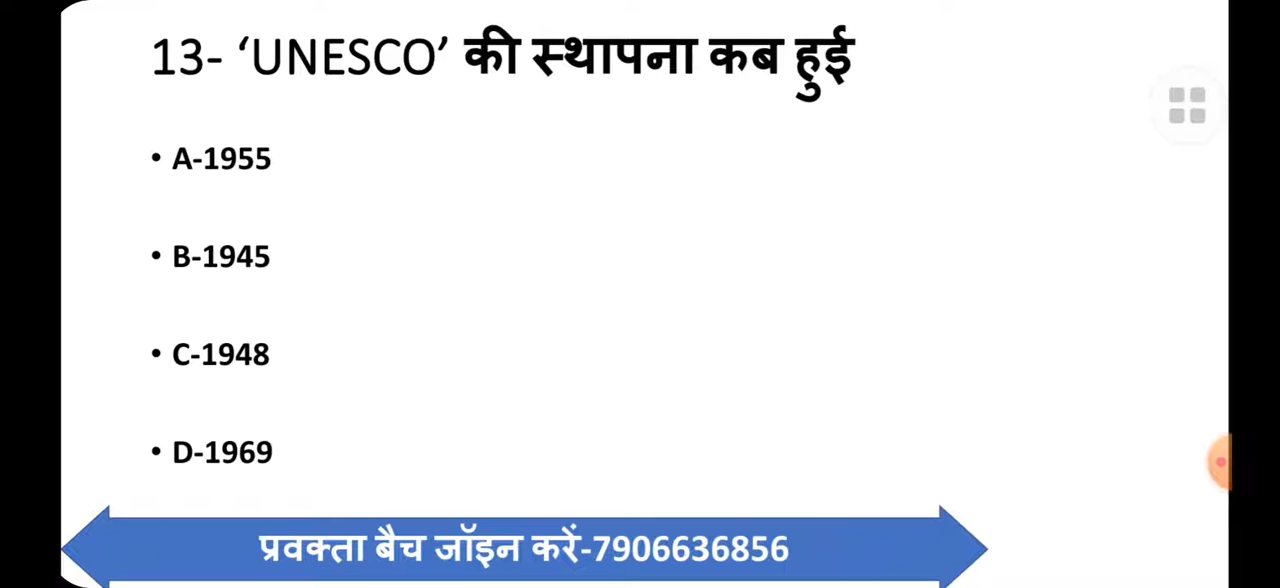 13- ‘UNESCO’ की स्थापना कब हुई
• A-1955
• B-1945
• C-1948
• D-1969
प्रवक्ता बैच जॉइन करें-7906636856